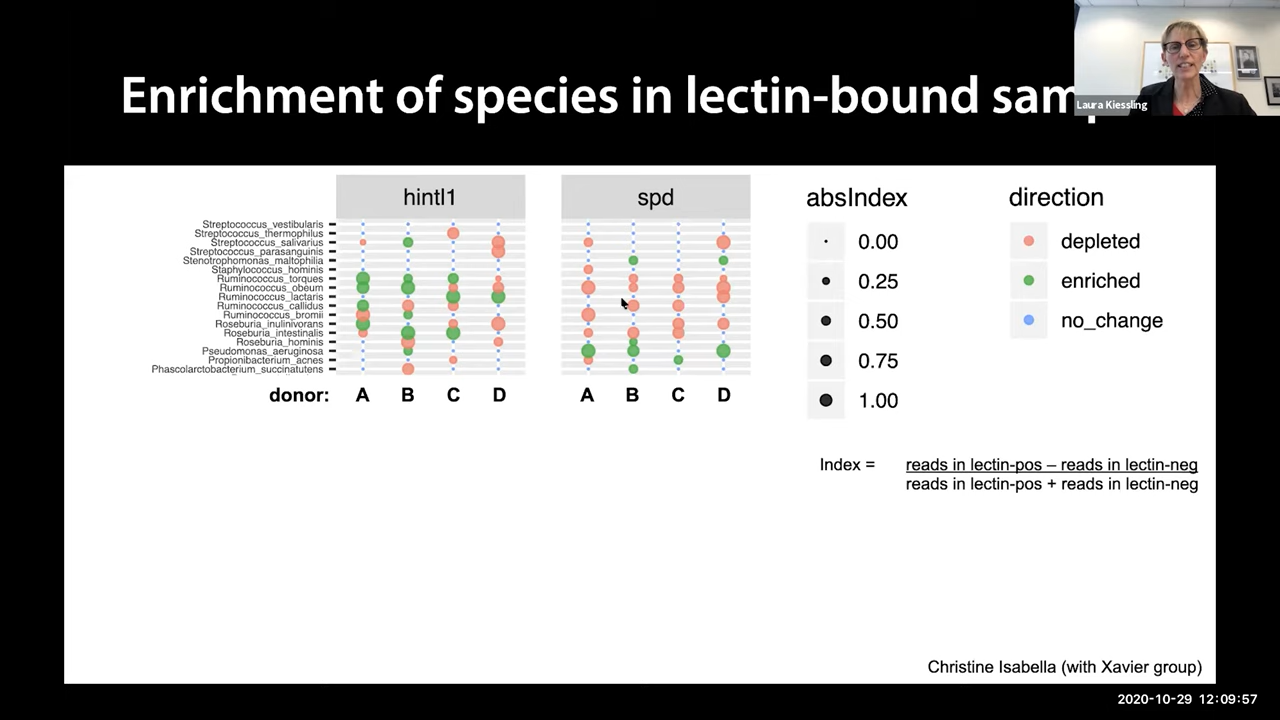 Enrichment of species in lectin-bound sam
Laura Kiessling
hintl1
spd
absIndex
direction
Streptococcus_vestibularis
Streptococcus_thermophilus
Streptococcus_salivarius
Streptococcus_parasanguinis
Stenotrophomonas_maltophilia
Staphylococcus_hominis
Ruminococcus_torques
Ruminococcus_obeum
Ruminococcus_lactaris
Ruminococcus_callidus
Ruminococcus_bromii
Roseburia_inulinivorans
Roseburia_intestinalis
Roseburia_hominis
Pseudomonas_aeruginosa
Propionibacterium_acnes
Phascolarctobacterium_succinatutens
donor: A B C D
A B C D
0.00
0.25
0.50
0.75
1.00
depleted
enriched
no_change
Index =
reads in lectin-pos – reads in lectin-neg
reads in lectin-pos + reads in lectin-neg
Christine Isabella (with Xavier group)
2020-10-29 12:09:57